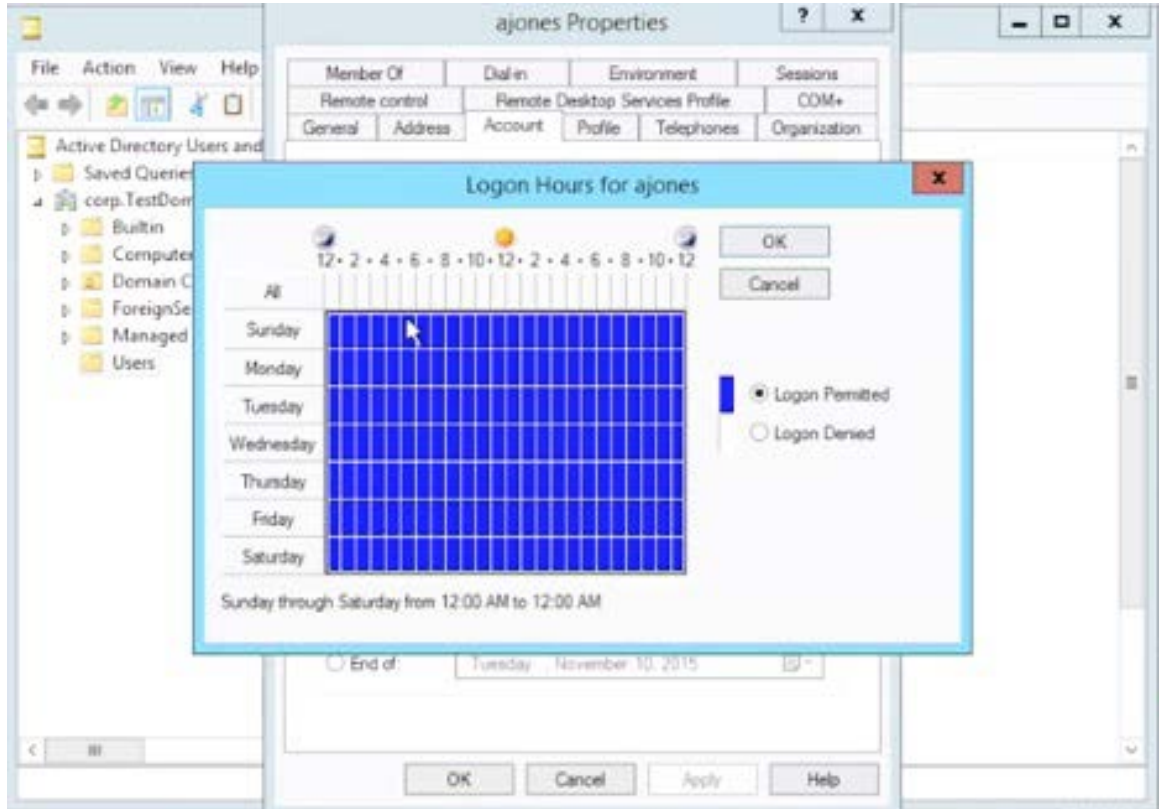 ajones Properties
? x
File Action View Help
Member Of Dial-in Environment Sessions
Remote control Remote Desktop Services Profile COM+
General Address Account Profile Telephones Organization
Active Directory Users and
Saved Querie
corp.TestDom
Builtin
Compute
Domain C
ForeignSe
Managed
Users
Logon Hours for ajones
x
12 • 2 • 4 • 6 • 8 • 10 • 12 • 2 • 4 • 6 • 8 • 10 • 12
OK
Cancel
All
Sunday
Monday
Tuesday
Wednesday
Thursday
Friday
Saturday
Logon Permitted
Logon Denied
Sunday through Saturday from 12:00 AM to 12:00 AM
End of: Tuesday , November 10, 2015
OK Cancel Apply Help